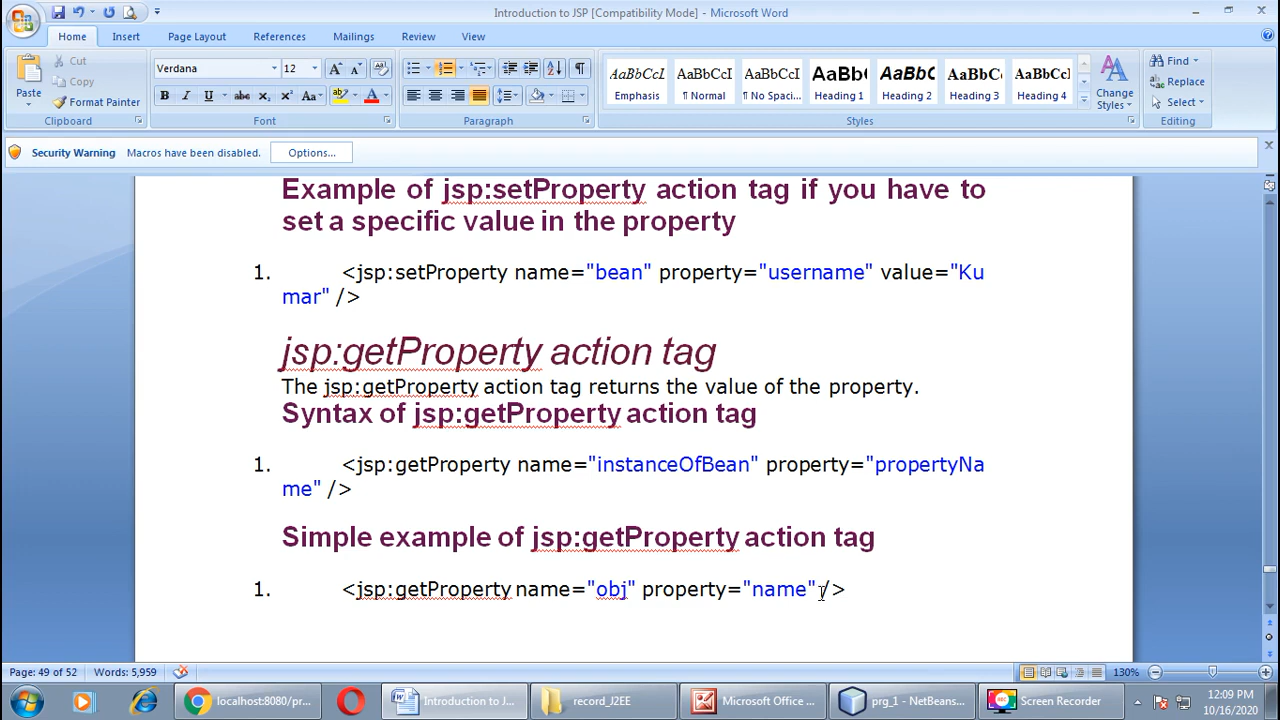 Introduction to JSP [Compatibility Mode] - Microsoft Word
Home Insert Page Layout References Mailings Review View
Paste
Cut
Copy
Format Painter
Clipboard
Verdana 12
B I U abc X₂ X² Aa
Font
Paragraph
AaBbCcI AaBbCcI AaBbCcI AaBb( AaBbC AaBbC AaBbC
Emphasis ¶ Normal ¶ No Spaci... Heading 1 Heading 2 Heading 3 Heading 4
Change
Styles
Styles
Find
Replace
Select
Editing
Security Warning Macros have been disabled. Options...
Example of jsp:setProperty action tag if you have to
set a specific value in the property
1. <jsp:setProperty name="bean" property="username" value="Ku
mar" />
jsp:getProperty action tag
The jsp:getProperty action tag returns the value of the property.
Syntax of jsp:getProperty action tag
1. <jsp:getProperty name="instanceOfBean" property="propertyNa
me" />
Simple example of jsp:getProperty action tag
1. <jsp:getProperty name="obj" property="name" />
Page: 49 of 52 Words: 5,959 130%
localhost:8080/pr... Introduction to J... record_J2EE Microsoft Office ... prg_1 - NetBeans... Screen Recorder
12:09 PM
10/16/2020